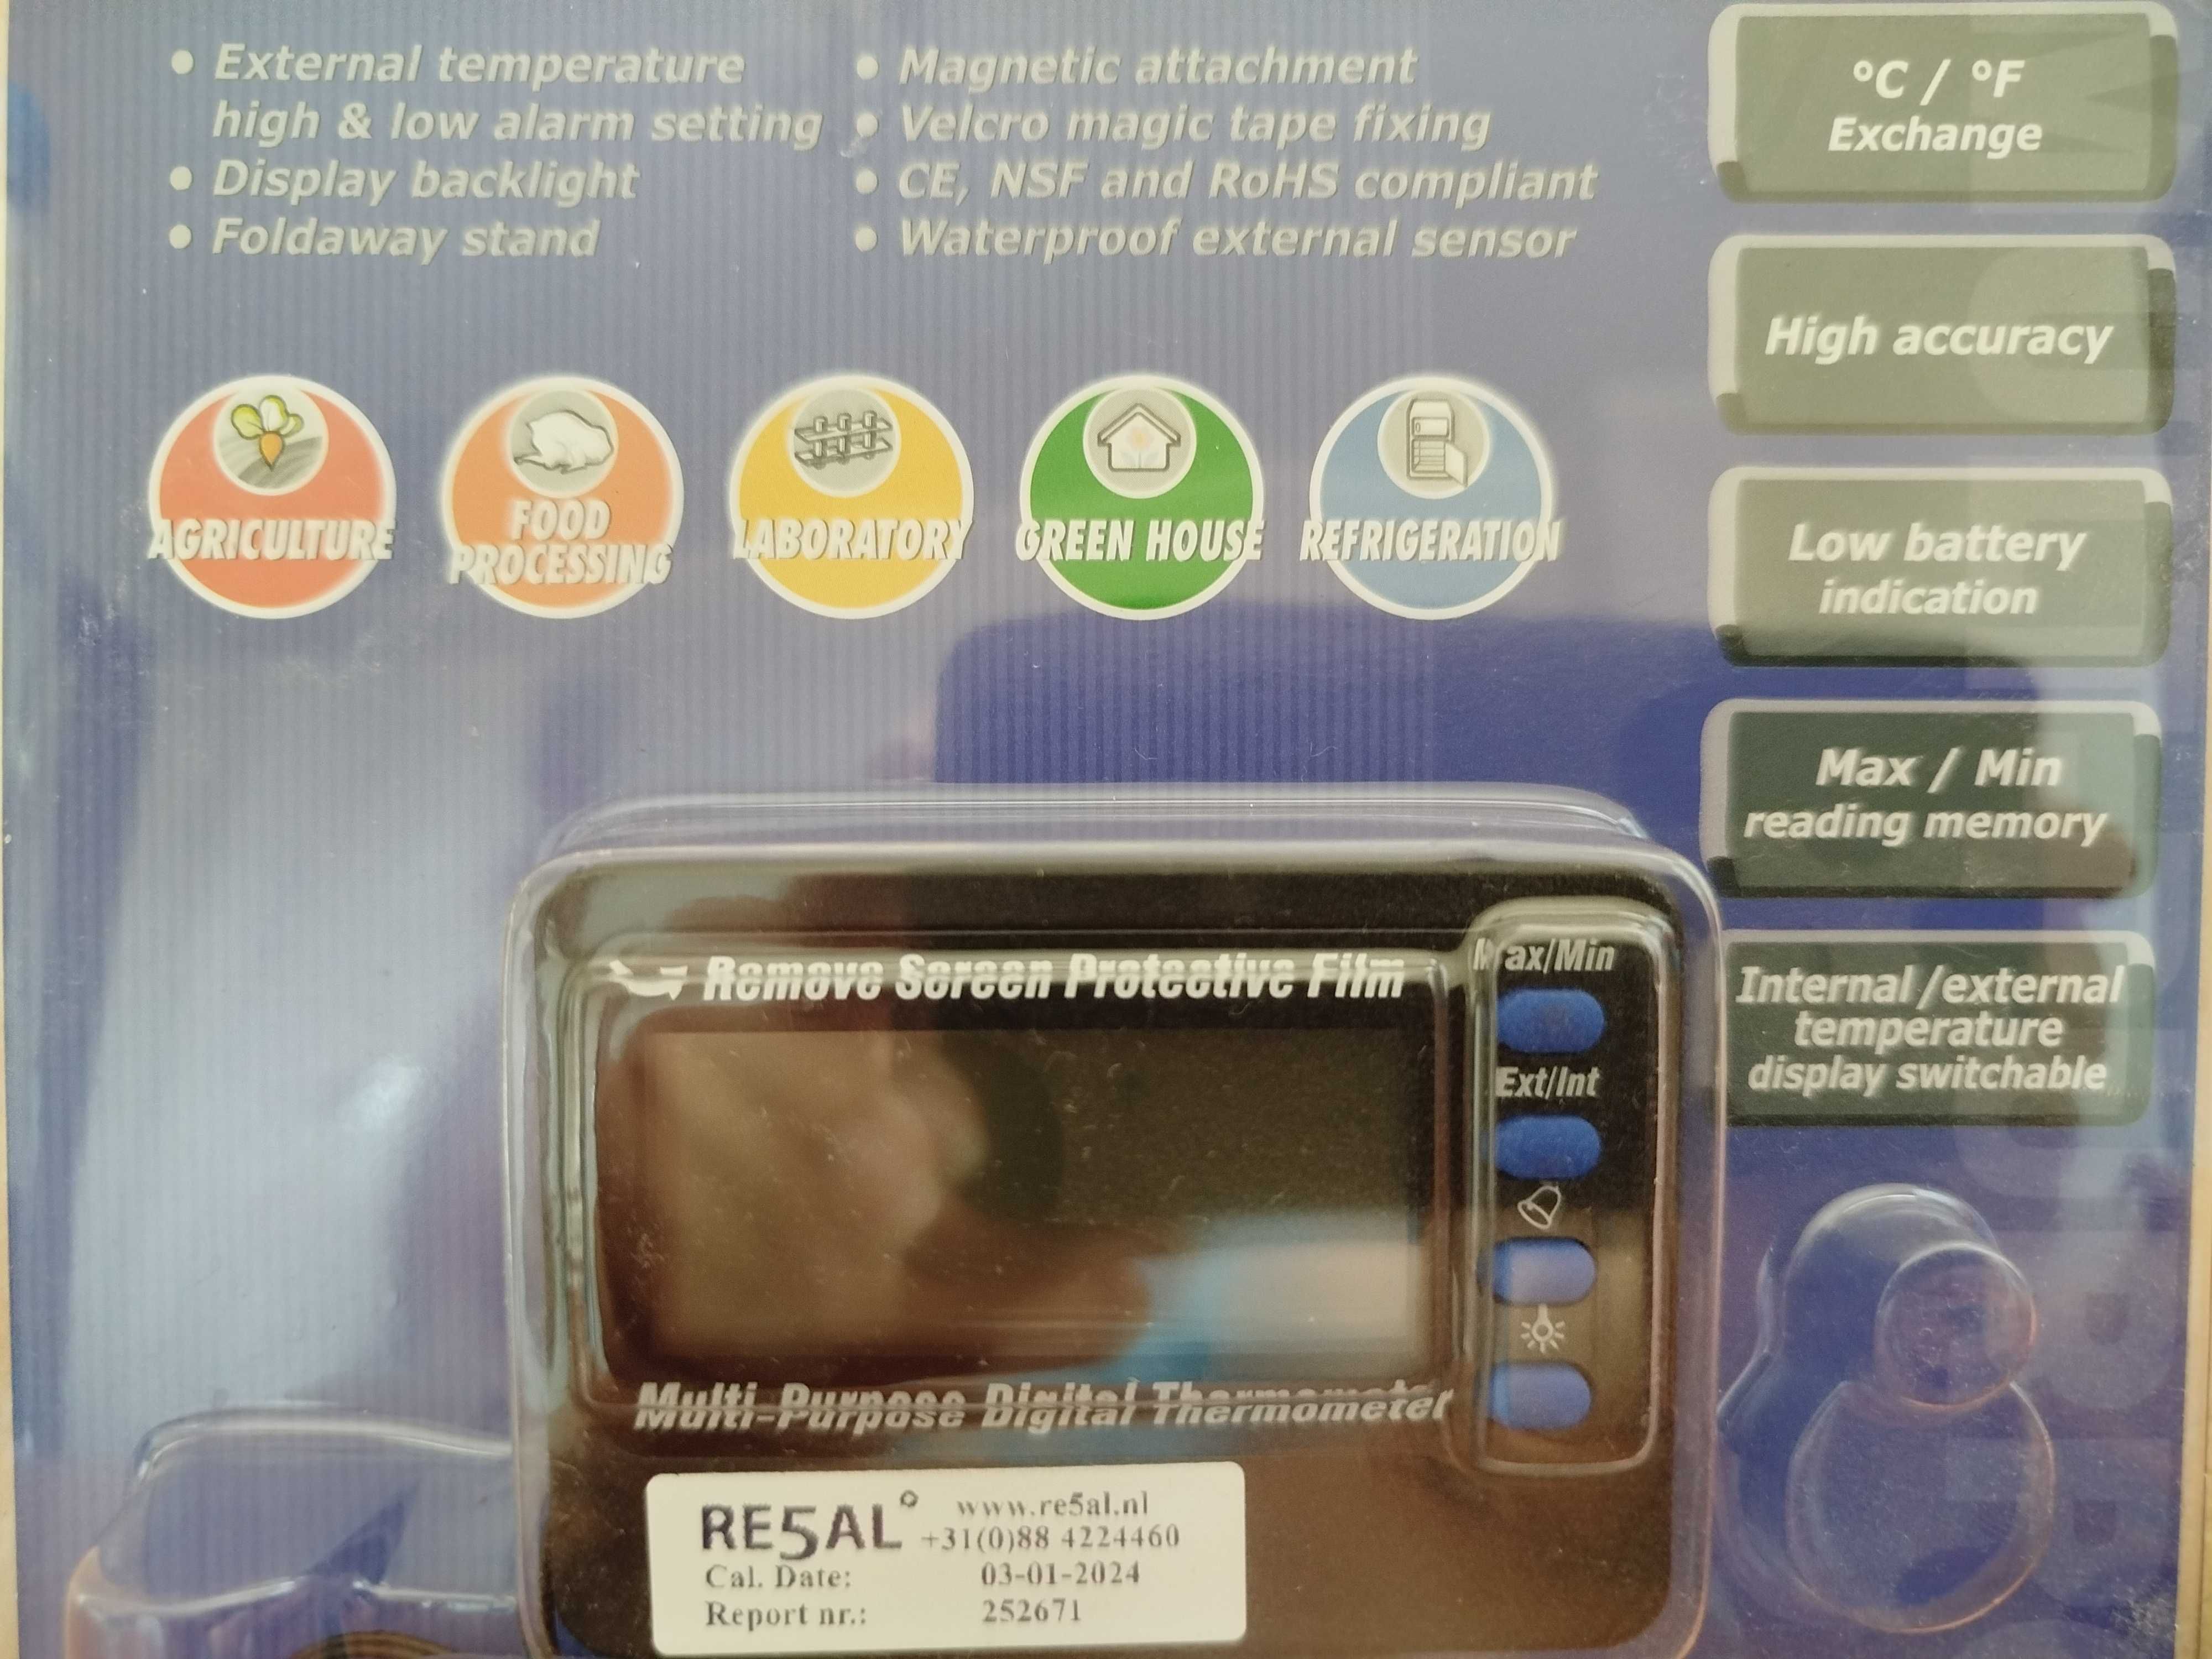 • External temperature
high & low alarm setting
• Display backlight
• Foldaway stand
• Magnetic attachment
• Velcro magic tape fixing
• CE, NSF and RoHS compliant
• Waterproof external sensor
°C / °F
Exchange
High accuracy
Low battery
indication
Max / Min
reading memory
Internal/external
temperature
display switchable
AGRICULTURE
FOOD
PROCESSING
LABORATORY
GREEN HOUSE
REFRIGERATION
Remove Screen Protective Film
Max/Min
Ext/Int
Multi-Purpose Digital Thermometer
RE5AL°
www.re5al.nl
+31(0)88 4224460
Cal. Date: 03-01-2024
Report nr.: 252671